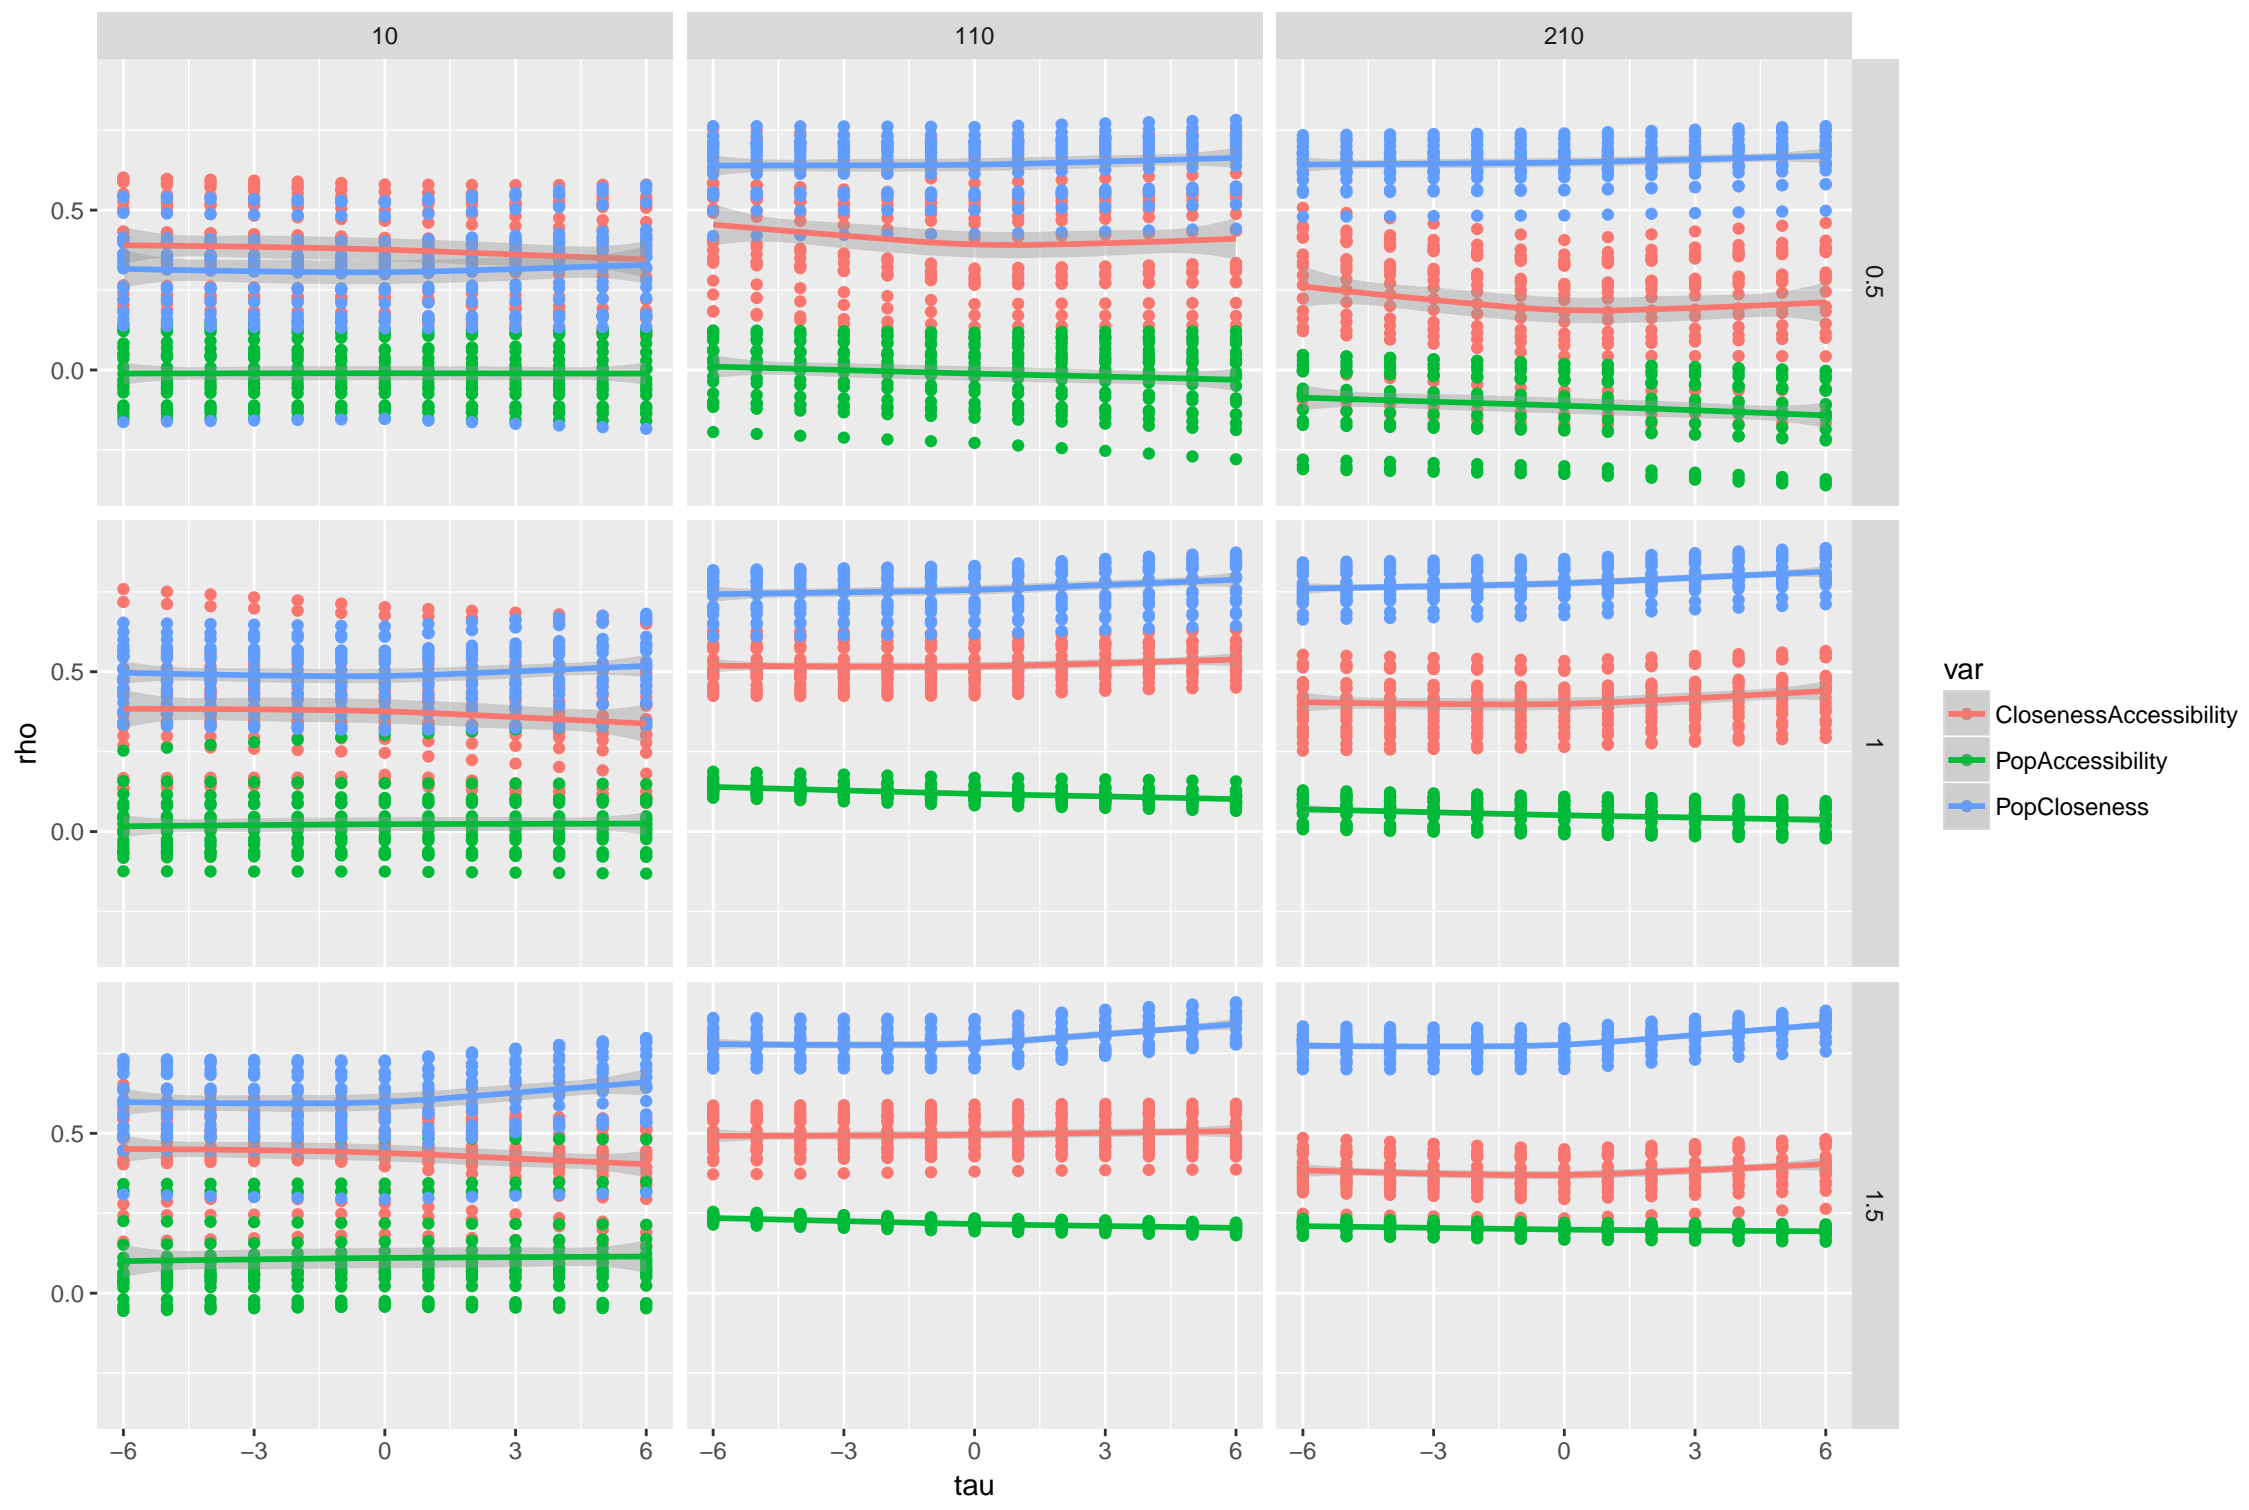 10 110 210
0.5
0.0
0.5
rho
0.5
0.0
1
0.5
0.0
1.5
−6 −3 0 3 6 −6 −3 0 3 6 −6 −3 0 3 6
tau
var
ClosenessAccessibility
PopAccessibility
PopCloseness